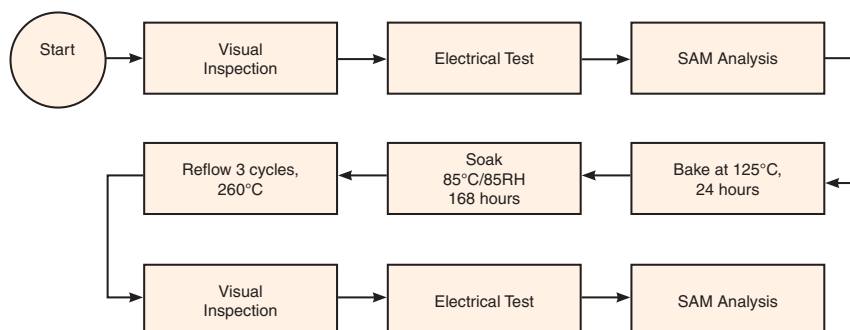 Start
Visual
Inspection
Electrical Test
SAM Analysis
Bake at 125°C,
24 hours
Soak
85°C/85RH
168 hours
Reflow 3 cycles,
260°C
Visual
Inspection
Electrical Test
SAM Analysis